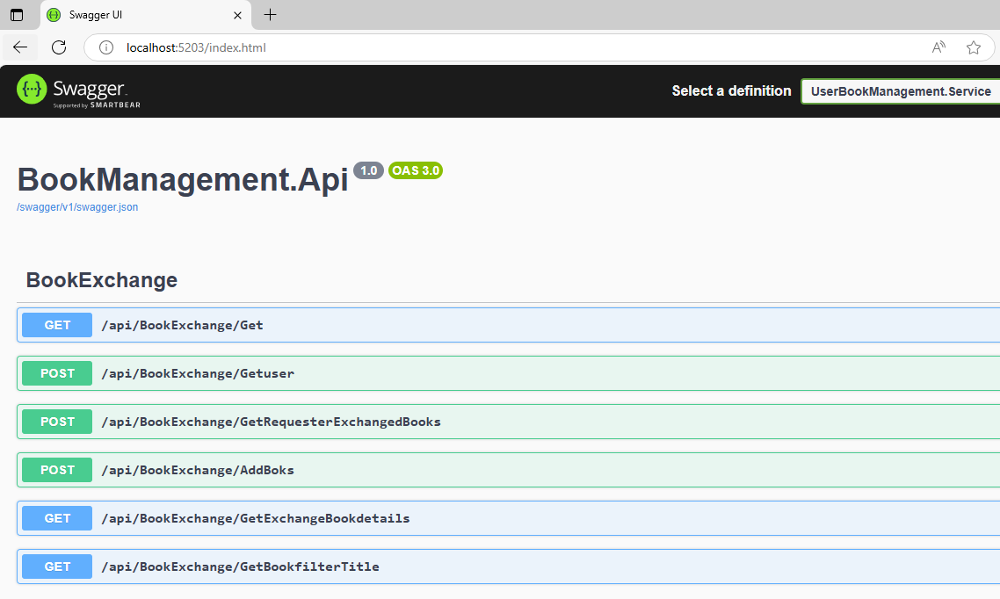 Swagger UI
localhost:5203/index.html
Swagger
Supported by SMARTBEAR
Select a definition
UserBookManagement.Service
BookManagement.Api 1.0 OAS 3.0
/swagger/v1/swagger.json
BookExchange
GET /api/BookExchange/Get
POST /api/BookExchange/Getuser
POST /api/BookExchange/GetRequesterExchangedBooks
POST /api/BookExchange/AddBoks
GET /api/BookExchange/GetExchangeBookdetails
GET /api/BookExchange/GetBookfilterTitle